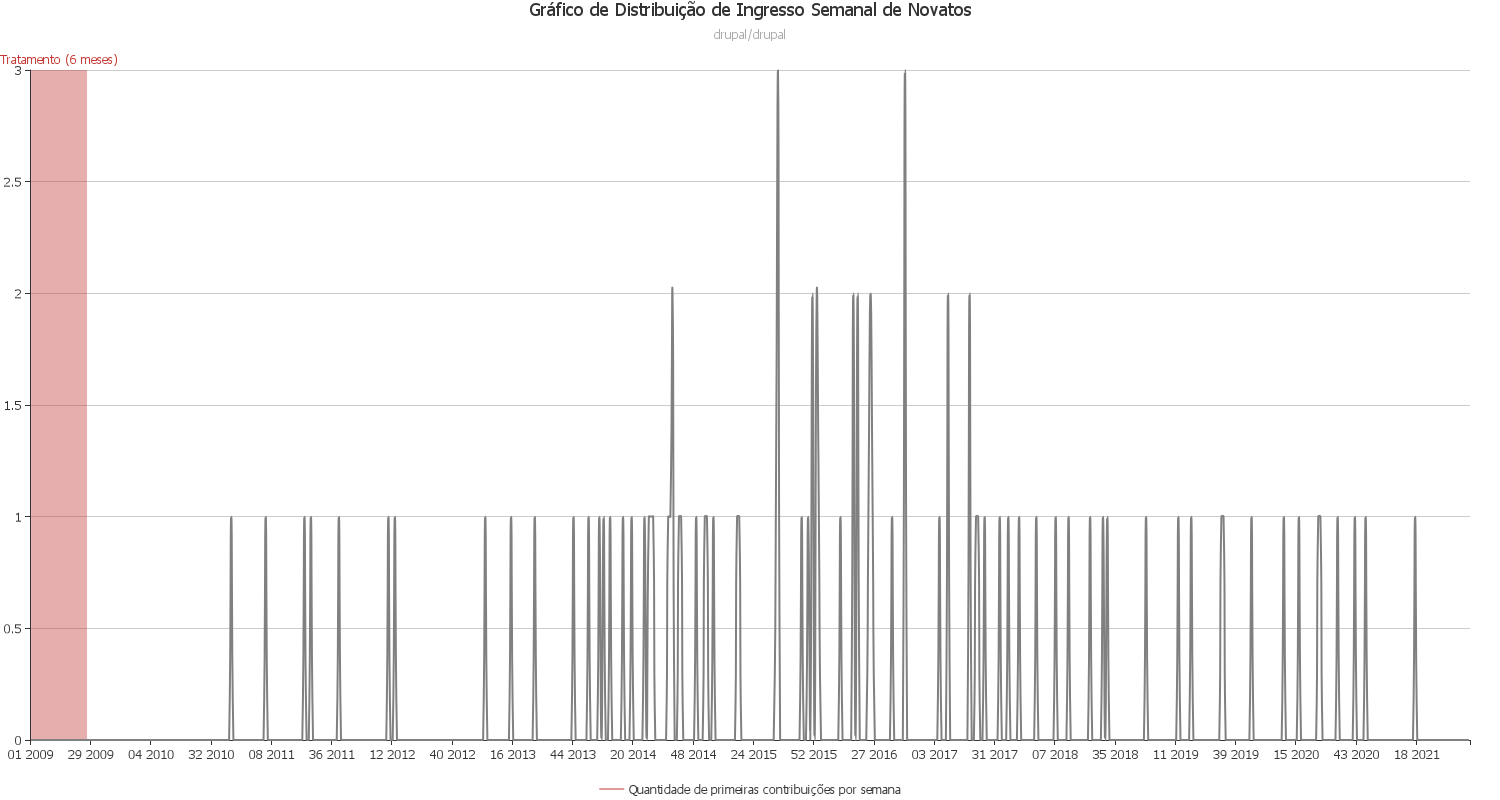 Gráfico de Distribuição de Ingresso Semanal de Novatos
drupal/drupal
Tratamento (6 meses)
3
2.5
2
1.5
1
0.5
0
01 2009 29 2009 04 2010 32 2010 08 2011 36 2011 12 2012 40 2012 16 2013 44 2013 20 2014 48 2014 24 2015 52 2015 27 2016 03 2017 31 2017 07 2018 35 2018 11 2019 39 2019 15 2020 43 2020 18 2021
Quantidade de primeiras contribuições por semana